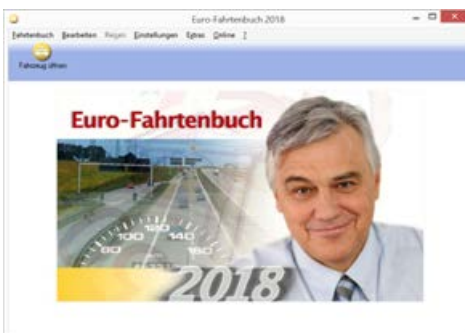 Euro-Fahrtenbuch 2018
Fahrtenbuch Bearbeiten Reisen Einstellungen Extras Online ?
Fahrzeug öffnen
Euro-Fahrtenbuch
80 100 120 140 160
2018